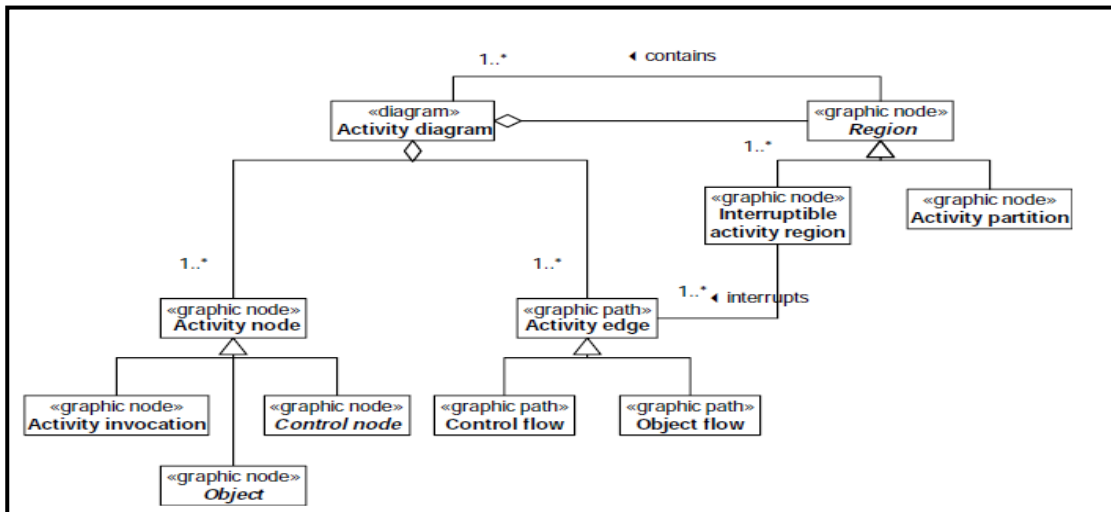 1..*
◄ contains
«diagram»
Activity diagram
«graphic node»
Region
1..*
«graphic node»
Interruptible
activity region
«graphic node»
Activity partition
1..*
1..*
1..*
◄ interrupts
«graphic node»
Activity node
«graphic path»
Activity edge
«graphic node»
Activity invocation
«graphic node»
Control node
«graphic path»
Control flow
«graphic path»
Object flow
«graphic node»
Object